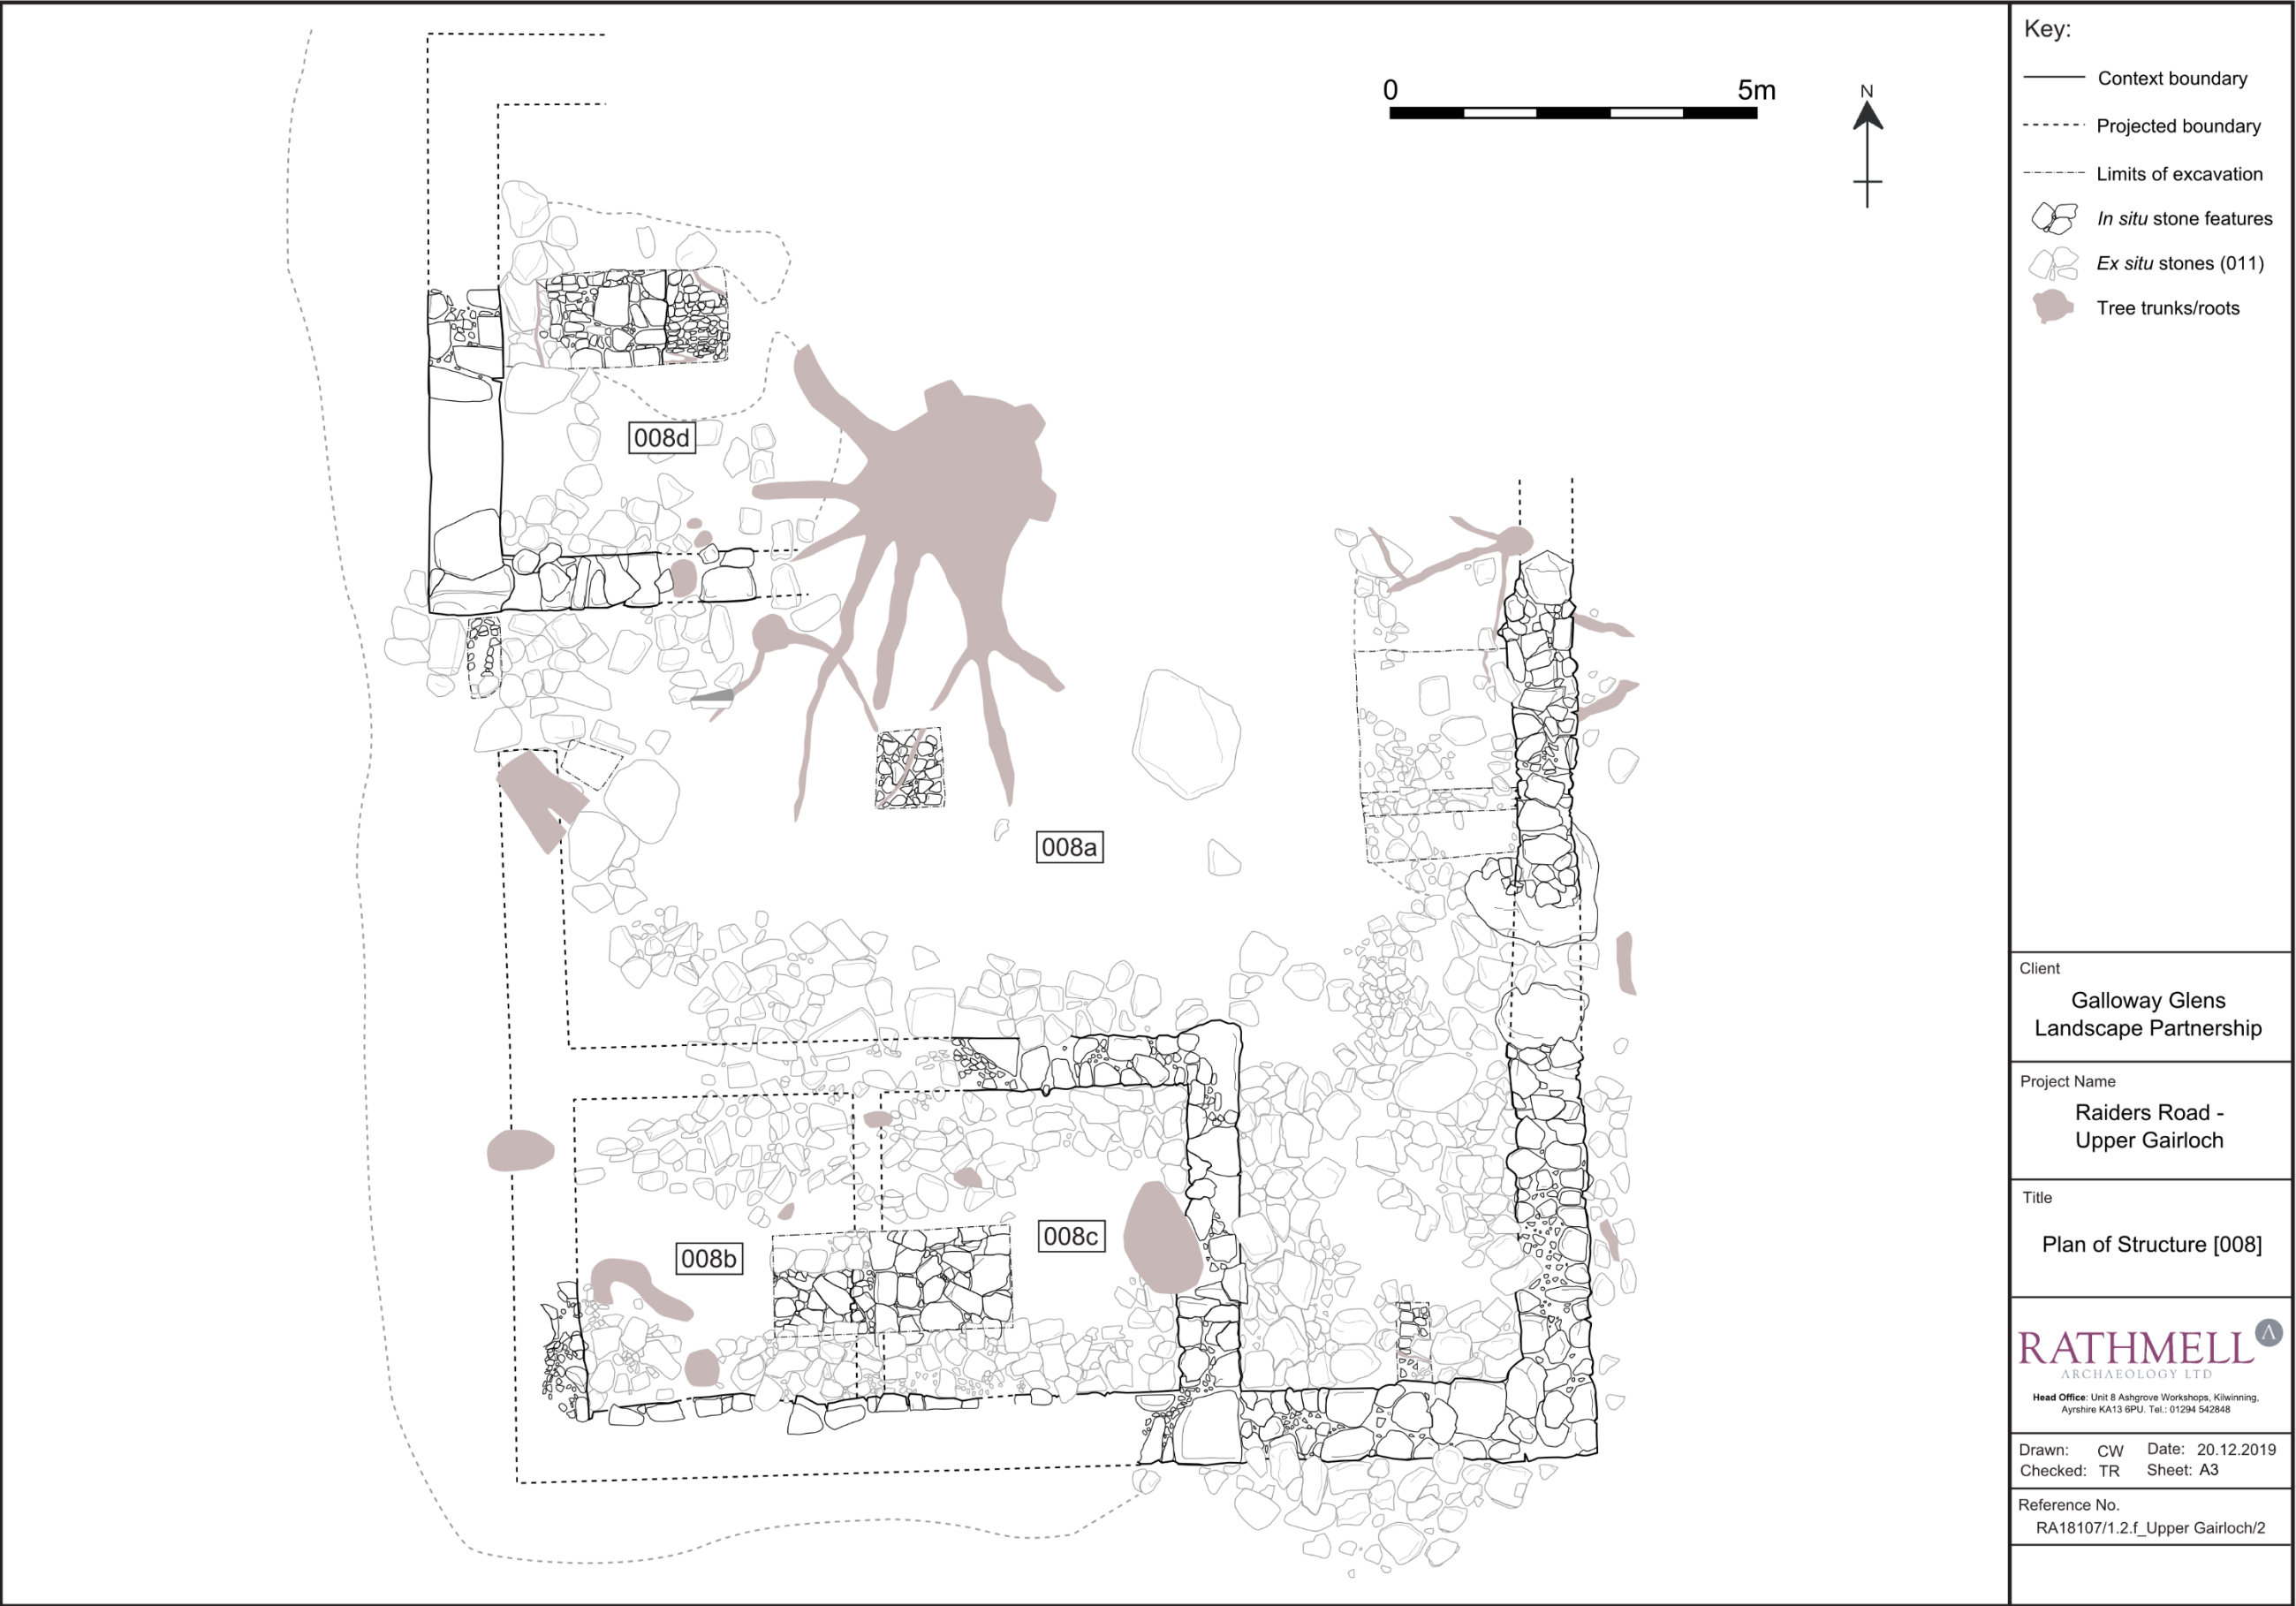 0 5m
N
008d
008a
008c
008b
Key:
Context boundary
Projected boundary
Limits of excavation
In situ stone features
Ex situ stones (011)
Tree trunks/roots
Client
Galloway Glens
Landscape Partnership
Project Name
Raiders Road -
Upper Gairloch
Title
Plan of Structure [008]
RATHMELL
ARCHAEOLOGY LTD
Head Office: Unit 8 Ashgrove Workshops, Kilwinning,
Ayrshire KA13 6PU. Tel.: 01294 542848
Drawn: CW Date: 20.12.2019
Checked: TR Sheet: A3
Reference No.
RA18107/1.2.f_Upper Gairloch/2